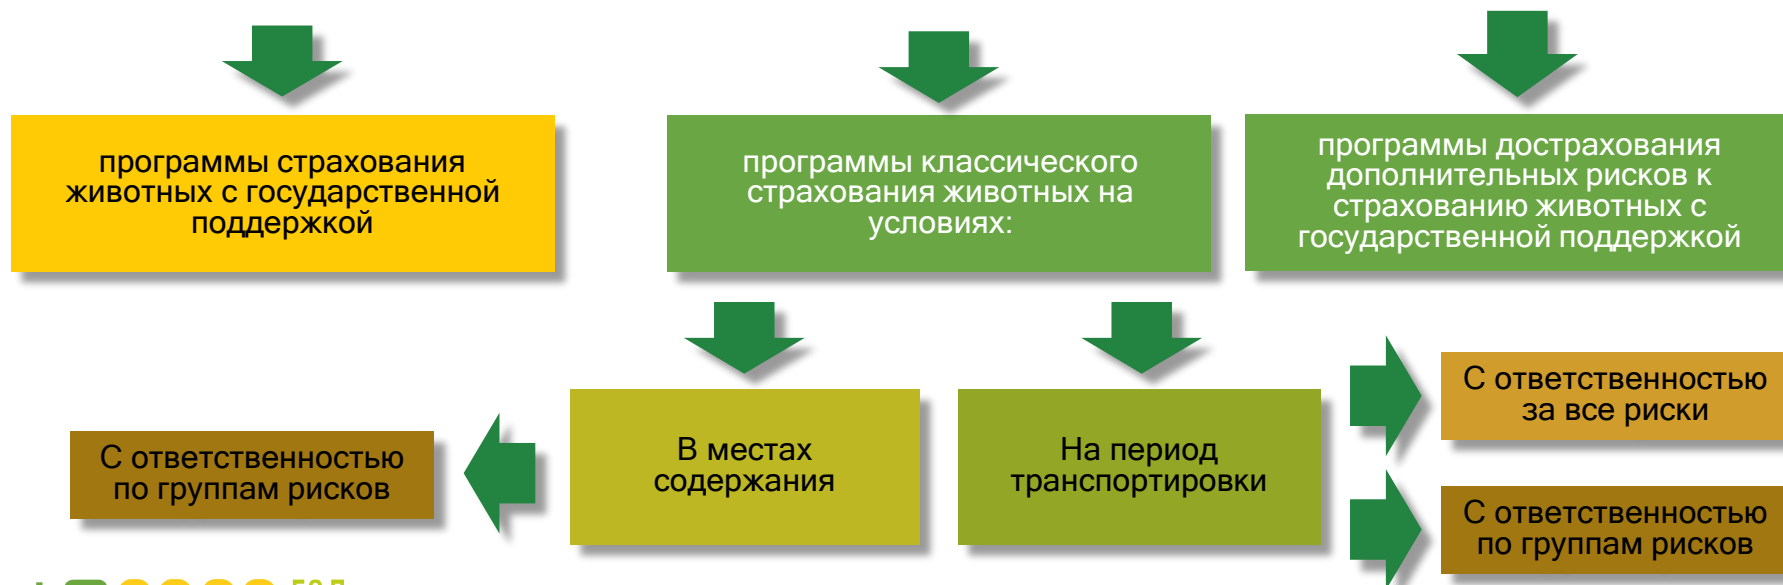 программы страхования
животных с государственной
поддержкой
программы классического
страхования животных на
условиях:
программы дострахования
дополнительных рисков к
страхованию животных с
государственной поддержкой
С ответственностью
по группам рисков
В местах
содержания
На период
транспортировки
С ответственностью
за все риски
С ответственностью
по группам рисков